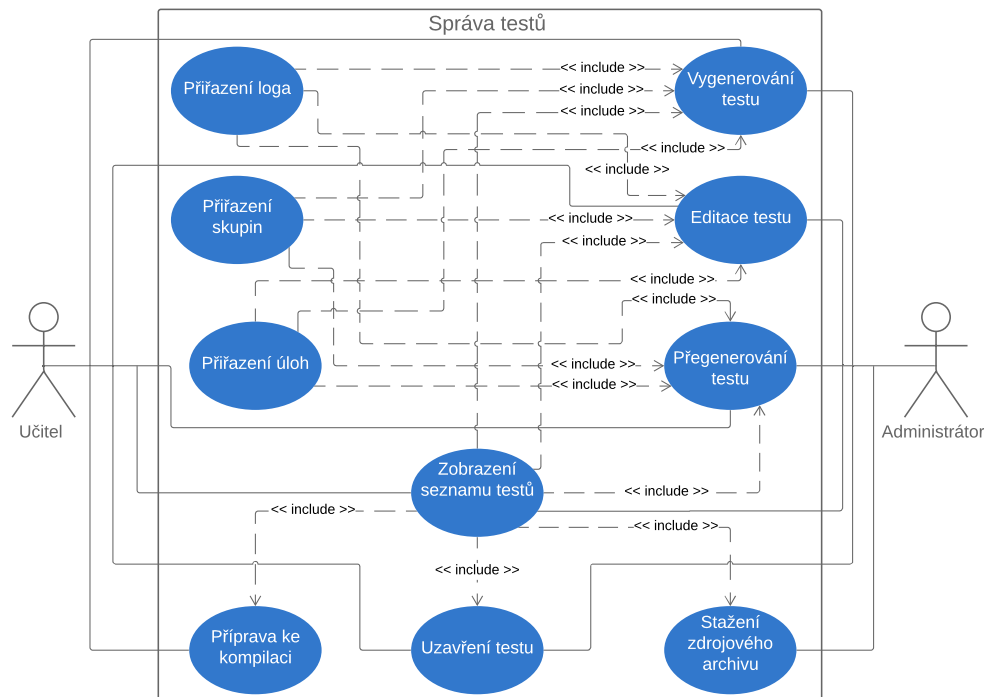 Správa testů
<< include >>
Přiřazení loga
Vygenerování
testu
<< include >>
<< include >>
<< include >>
<< include >>
Přiřazení
skupin
Editace testu
<< include >>
<< include >>
<< include >>
<< include >>
Přiřazení úloh
<< include >>
Přegenerování
testu
<< include >>
Učitel
Administrátor
Zobrazení
seznamu testů
<< include >>
<< include >>
<< include >>
<< include >>
Příprava ke
kompilaci
Uzavření testu
Stažení
zdrojového
archivu